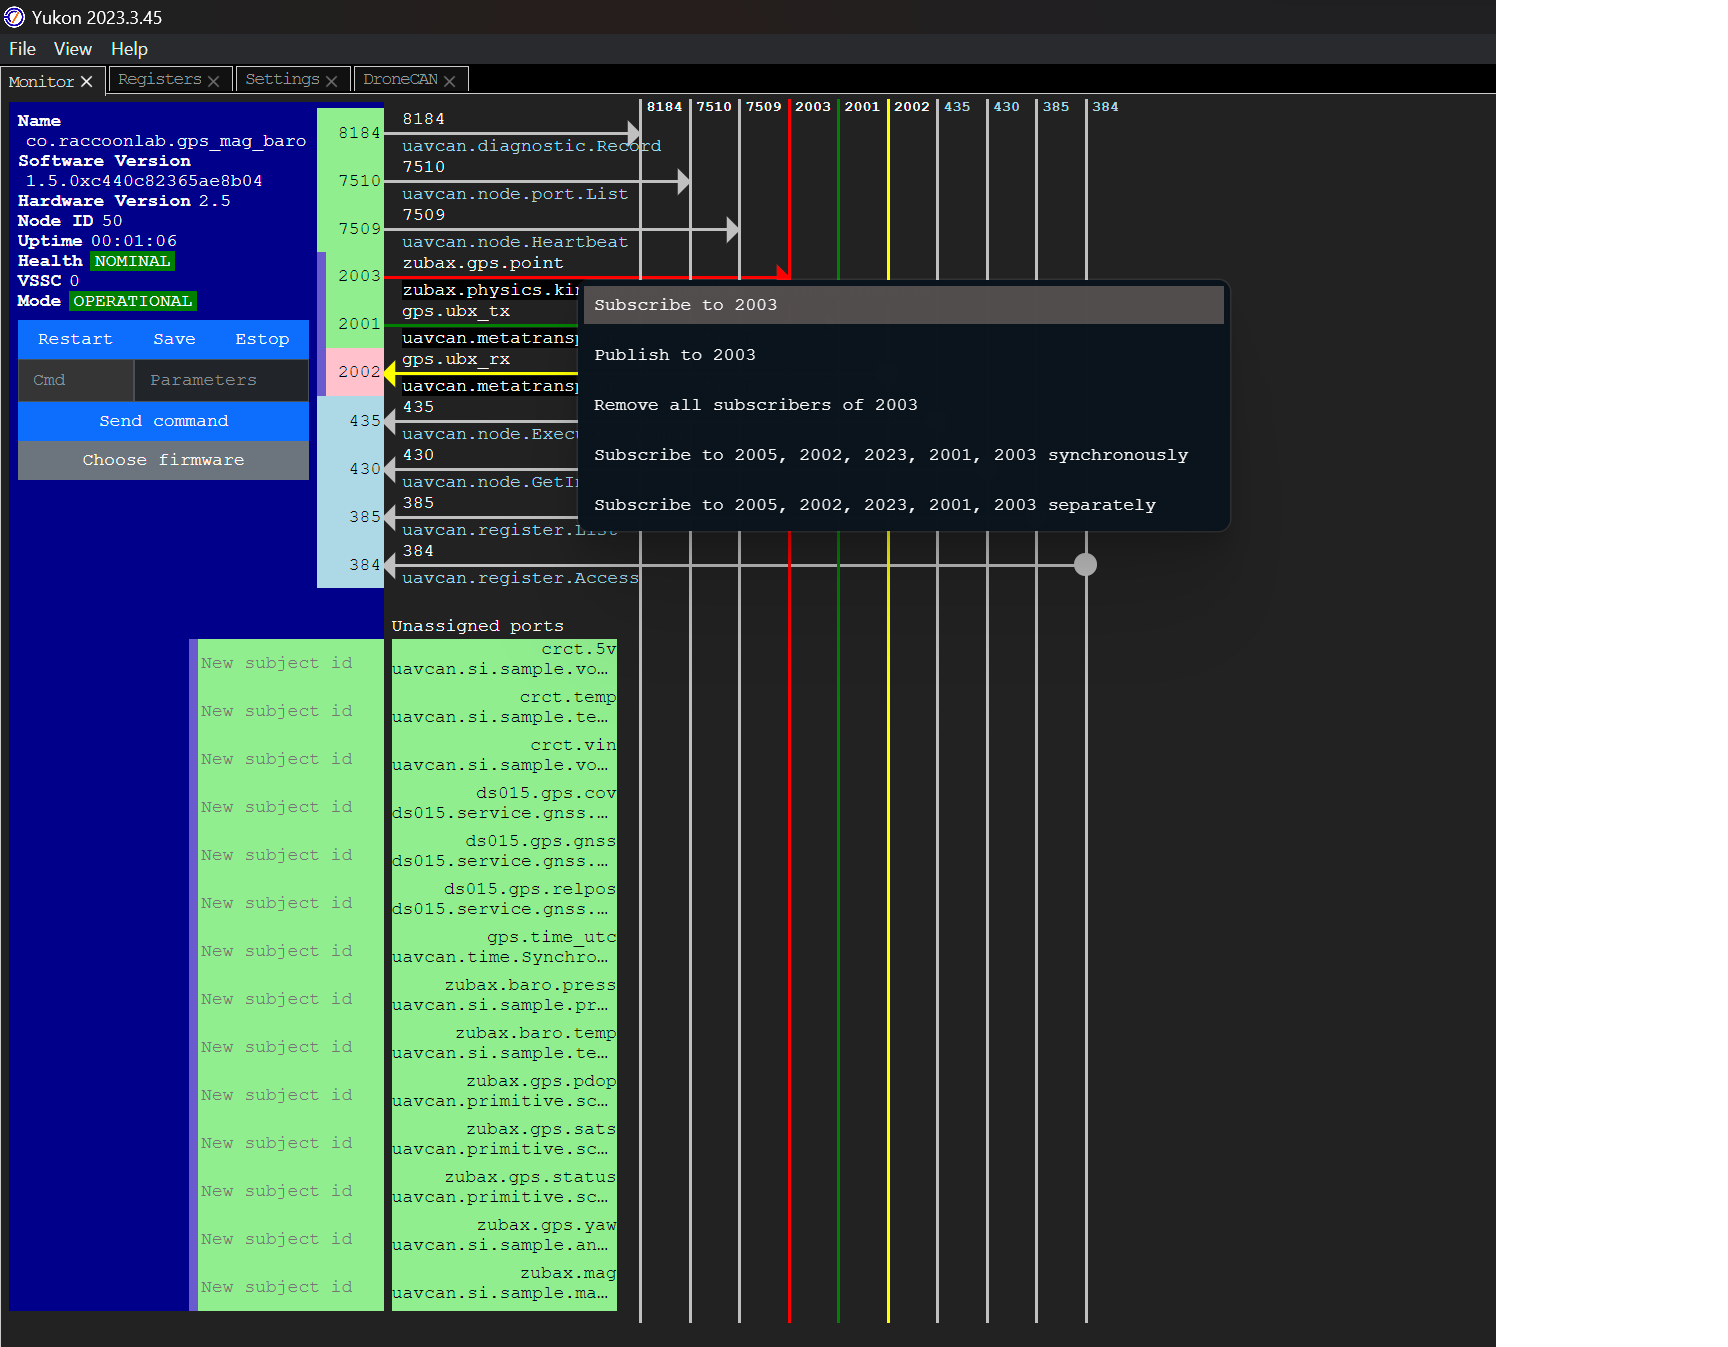 Yukon 2023.3.45
File View Help
Monitor Registers Settings DroneCAN
Name
co.raccoonlab.gps_mag_baro
Software Version
1.5.0xc440c82365ae8b04
Hardware Version 2.5
Node ID 50
Uptime 00:01:06
Health NOMINAL
VSSC 0
Mode OPERATIONAL
Restart Save Estop
Cmd Parameters
Send command
Choose firmware
8184 7510 7509 2003 2001 2002 435 430 385 384
8184
8184
uavcan.diagnostic.Record
7510
7510
uavcan.node.port.List
7509
7509
uavcan.node.Heartbeat
zubax.gps.point
2003
zubax.physics.kin
gps.ubx_tx
2001
uavcan.metatransp
gps.ubx_rx
2002
uavcan.metatransp
435
435
uavcan.node.Execu
430
430
uavcan.node.GetIn
385
385
uavcan.register.List
384
384
uavcan.register.Access
Subscribe to 2003
Publish to 2003
Remove all subscribers of 2003
Subscribe to 2005, 2002, 2023, 2001, 2003 synchronously
Subscribe to 2005, 2002, 2023, 2001, 2003 separately
Unassigned ports
crct.5v
New subject id
uavcan.si.sample.vo…
crct.temp
New subject id
uavcan.si.sample.te…
crct.vin
New subject id
uavcan.si.sample.vo…
ds015.gps.cov
New subject id
ds015.service.gnss.…
ds015.gps.gnss
New subject id
ds015.service.gnss.…
ds015.gps.relpos
New subject id
ds015.service.gnss.…
gps.time_utc
New subject id
uavcan.time.Synchro…
zubax.baro.press
New subject id
uavcan.si.sample.pr…
zubax.baro.temp
New subject id
uavcan.si.sample.te…
zubax.gps.pdop
New subject id
uavcan.primitive.sc…
zubax.gps.sats
New subject id
uavcan.primitive.sc…
zubax.gps.status
New subject id
uavcan.primitive.sc…
zubax.gps.yaw
New subject id
uavcan.si.sample.an…
zubax.mag
New subject id
uavcan.si.sample.ma…